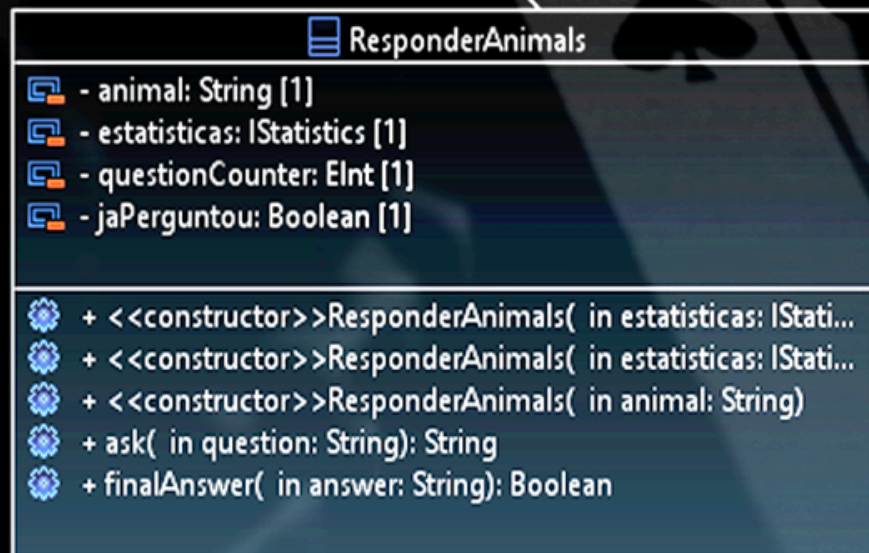 ResponderAnimals
- animal: String [1]
- estatisticas: IStatistics [1]
- questionCounter: EInt [1]
- jaPerguntou: Boolean [1]
+ <<constructor>>ResponderAnimals( in estatisticas: IStati...
+ <<constructor>>ResponderAnimals( in estatisticas: IStati...
+ <<constructor>>ResponderAnimals( in animal: String)
+ ask( in question: String): String
+ finalAnswer( in answer: String): Boolean